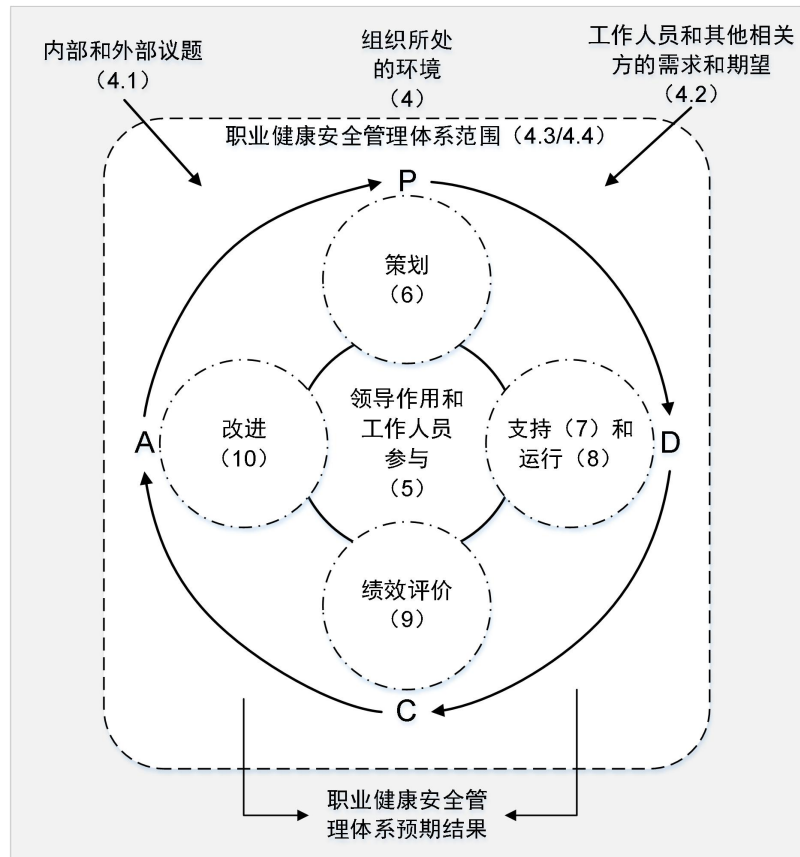 内部和外部议题
（4.1）
组织所处
的环境
（4）
工作人员和其他相关
方的需求和期望
（4.2）
职业健康安全管理体系范围（4.3/4.4）
P
策划
（6）
A
改进
（10）
领导作用和
工作人员
参与
（5）
支持（7）和
运行（8）
D
绩效评价
（9）
C
职业健康安全管
理体系预期结果